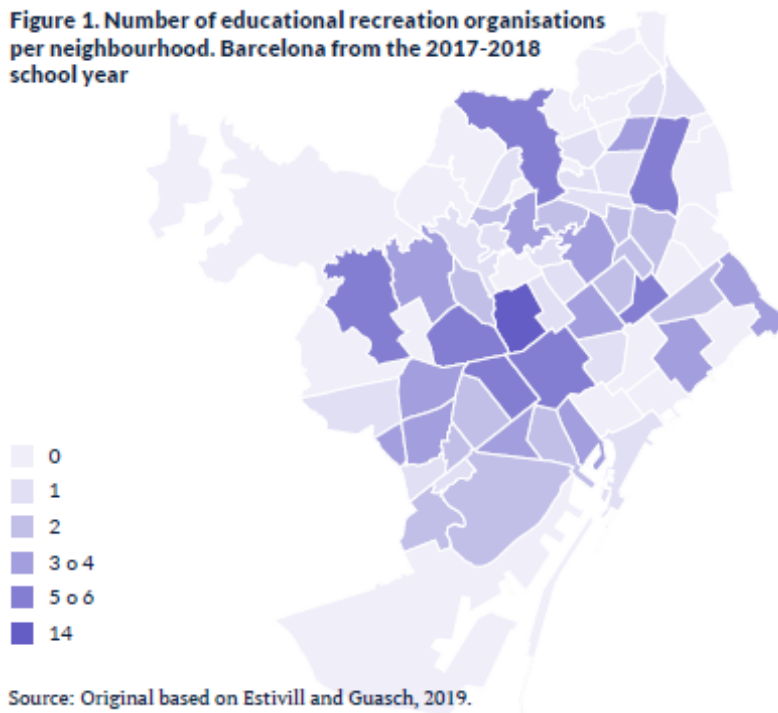 Figure 1. Number of educational recreation organisations
per neighbourhood. Barcelona from the 2017-2018
school year
0
1
2
3 o 4
5 o 6
14
Source: Original based on Estivill and Guasch, 2019.